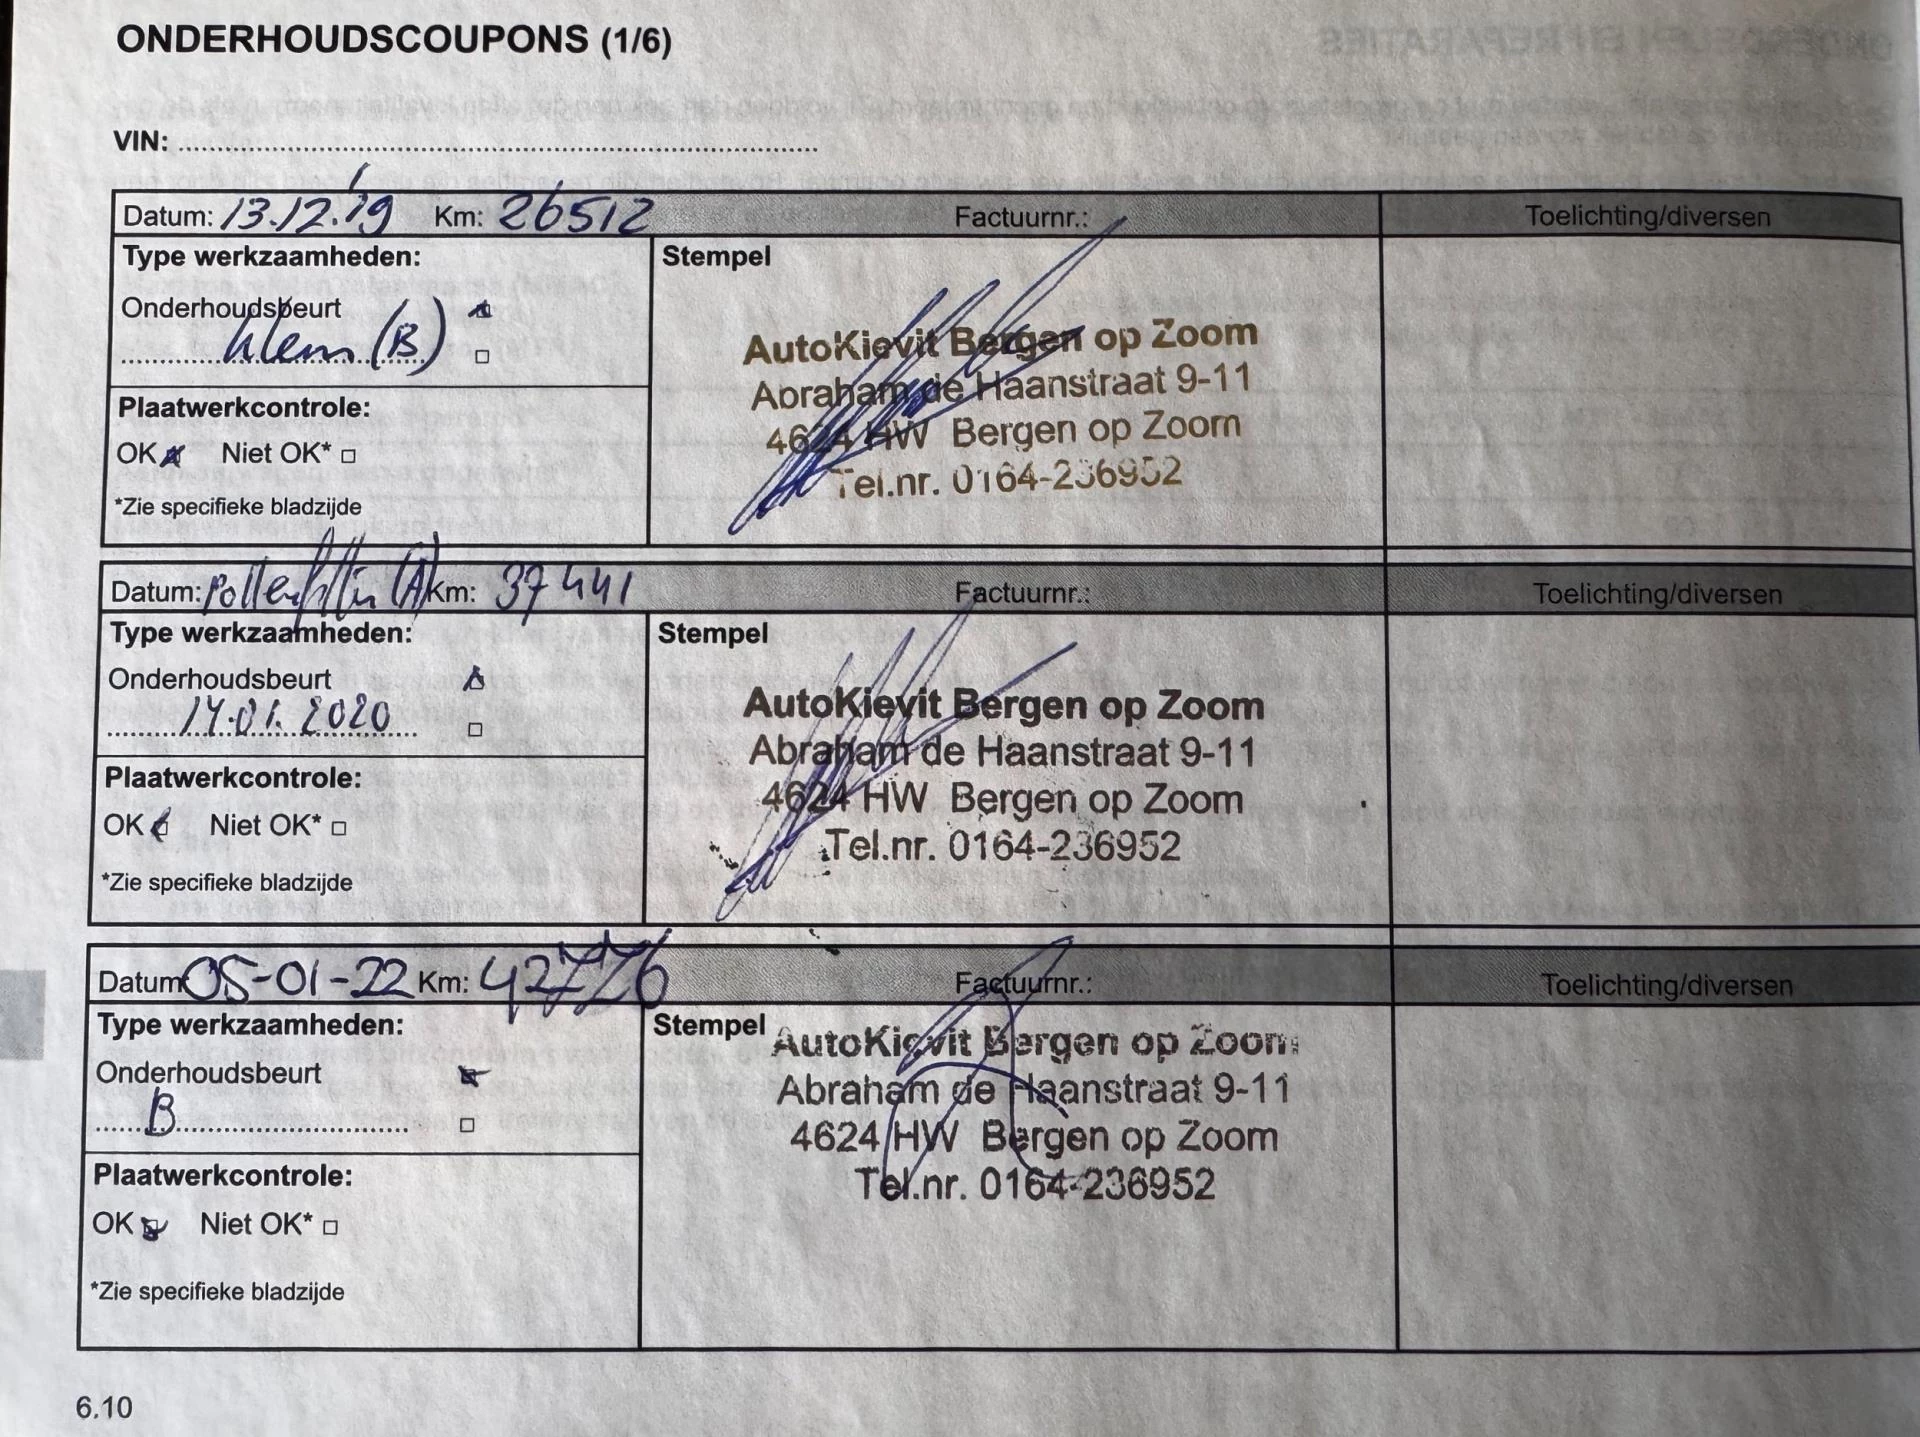 ONDERHOUDSCOUPONS (1/6)
VIN: ........................................
Datum: 13.12.'19 Km: 26512 Factuurnr.: Toelichting/diversen
Type werkzaamheden:
Stempel
Onderhoudsbeurt
klein (B)
AutoKievit Bergen op Zoom
Abraham de Haanstraat 9-11
4624 HW Bergen op Zoom
Tel.nr. 0164-236952
Plaatwerkcontrole:
OK Niet OK*
*Zie specifieke bladzijde
Datum: pollenfilter (A) Km: 37441 Factuurnr.: Toelichting/diversen
Type werkzaamheden:
Stempel
Onderhoudsbeurt
14.01.2020
AutoKievit Bergen op Zoom
Abraham de Haanstraat 9-11
4624 HW Bergen op Zoom
Tel.nr. 0164-236952
Plaatwerkcontrole:
OK Niet OK*
*Zie specifieke bladzijde
Datum 05-01-22 Km: 42776 Factuurnr.: Toelichting/diversen
Type werkzaamheden:
Stempel
Onderhoudsbeurt
B
AutoKievit Bergen op Zoom
Abraham de Haanstraat 9-11
4624 HW Bergen op Zoom
Tel.nr. 0164-236952
Plaatwerkcontrole:
OK Niet OK*
*Zie specifieke bladzijde
6.10